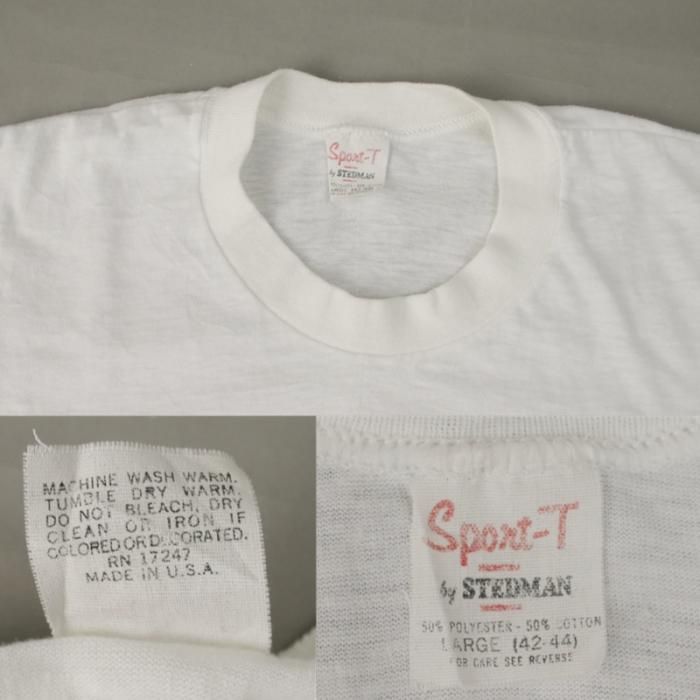 Sport-T
by STEDMAN
MACHINE WASH WARM.
TUMBLE DRY WARM.
DO NOT BLEACH. DRY
CLEAN OR IRON IF
COLORED OR DECORATED.
RN 17247
MADE IN U.S.A.
Sport-T
by STEDMAN
50% POLYESTER - 50% COTTON
LARGE (42-44)
FOR CARE SEE REVERSE